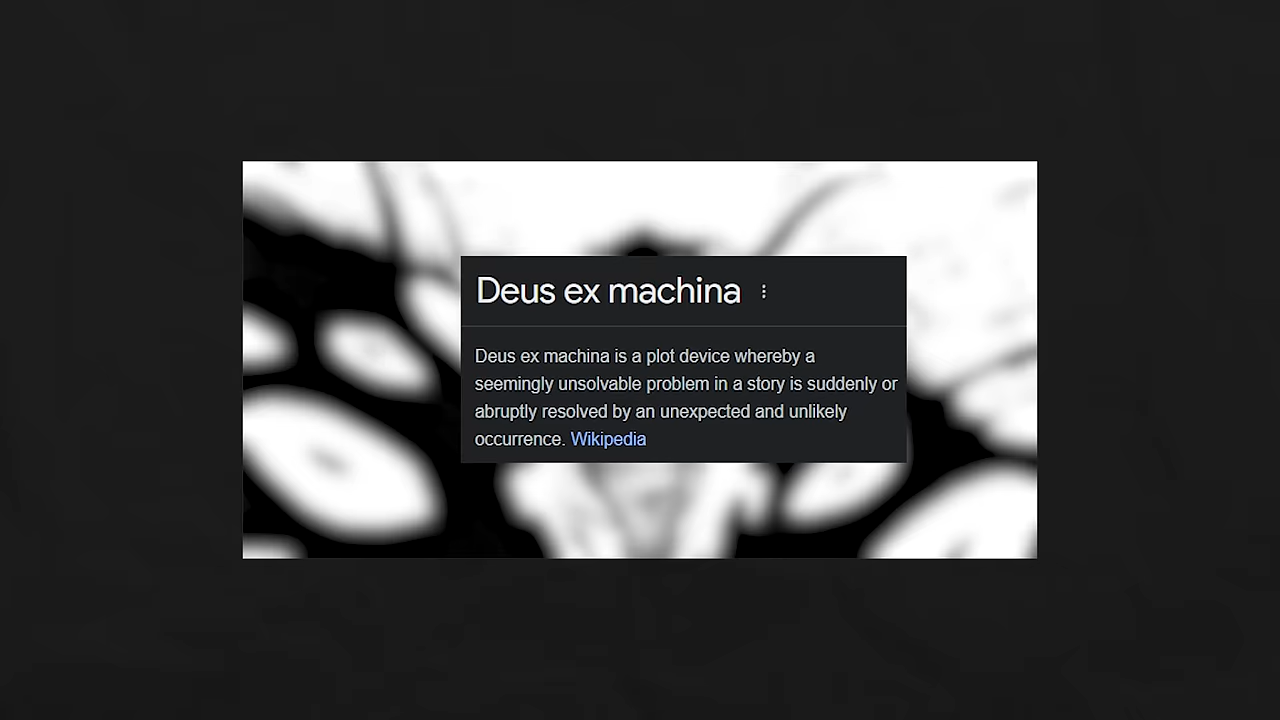 Deus ex machina
Deus ex machina is a plot device whereby a
seemingly unsolvable problem in a story is suddenly or
abruptly resolved by an unexpected and unlikely
occurrence. Wikipedia